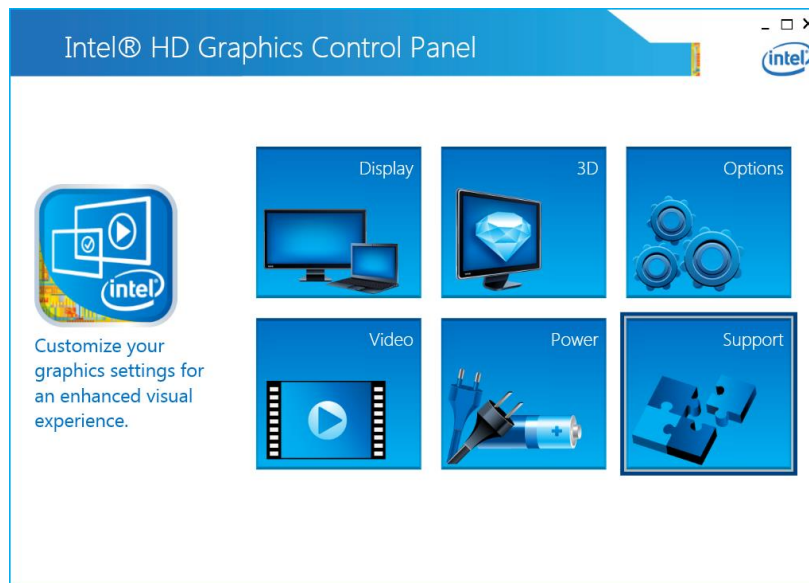 Intel® HD Graphics Control Panel
intel
Display
3D
Options
intel
Customize your
graphics settings for
an enhanced visual
experience.
Video
Power
Support